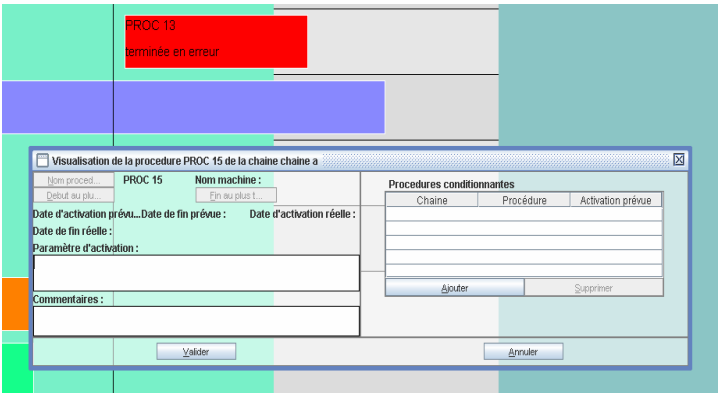 PROC 13
terminée en erreur
Visualisation de la procedure PROC 15 de la chaine chaine a
Nom proced... PROC 15 Nom machine :
Debut au plu... Fin au plus t...
Date d'activation prévu... Date de fin prévue : Date d'activation réelle :
Date de fin réelle :
Paramètre d'activation :
Commentaires :
Procedures conditionnantes
Chaine Procédure Activation prévue
Ajouter Supprimer
Valider Annuler